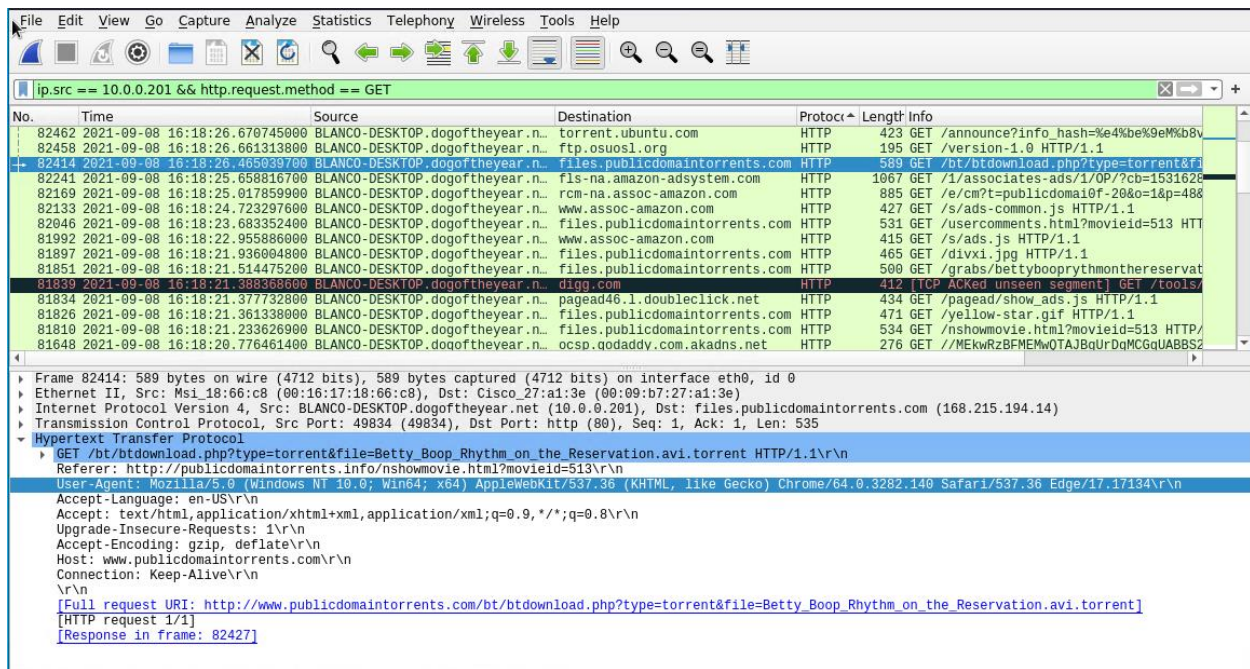 File Edit View Go Capture Analyze Statistics Telephony Wireless Tools Help
ip.src == 10.0.0.201 && http.request.method == GET
No. Time Source Destination Protocc Length Info
82462 2021-09-08 16:18:26.670745000 BLANCO-DESKTOP.dogoftheyear.n… torrent.ubuntu.com HTTP 423 GET /announce?info_hash=%e4%be%9eM%b8v
82458 2021-09-08 16:18:26.661313800 BLANCO-DESKTOP.dogoftheyear.n… ftp.osuosl.org HTTP 195 GET /version-1.0 HTTP/1.1
82414 2021-09-08 16:18:26.465039700 BLANCO-DESKTOP.dogoftheyear.n… files.publicdomaintorrents.com HTTP 589 GET /bt/btdownload.php?type=torrent&fi
82241 2021-09-08 16:18:25.658816700 BLANCO-DESKTOP.dogoftheyear.n… fls-na.amazon-adsystem.com HTTP 1067 GET /1/associates-ads/1/OP/?cb=1531628
82169 2021-09-08 16:18:25.017859900 BLANCO-DESKTOP.dogoftheyear.n… rcm-na.assoc-amazon.com HTTP 885 GET /e/cm?t=publicdomai0f-20&o=1&p=48&
82133 2021-09-08 16:18:24.723297600 BLANCO-DESKTOP.dogoftheyear.n… www.assoc-amazon.com HTTP 427 GET /s/ads-common.js HTTP/1.1
82046 2021-09-08 16:18:23.683352400 BLANCO-DESKTOP.dogoftheyear.n… files.publicdomaintorrents.com HTTP 531 GET /usercomments.html?movieid=513 HTT
81992 2021-09-08 16:18:22.955886000 BLANCO-DESKTOP.dogoftheyear.n… www.assoc-amazon.com HTTP 415 GET /s/ads.js HTTP/1.1
81897 2021-09-08 16:18:21.936004800 BLANCO-DESKTOP.dogoftheyear.n… files.publicdomaintorrents.com HTTP 465 GET /divxi.jpg HTTP/1.1
81851 2021-09-08 16:18:21.514475200 BLANCO-DESKTOP.dogoftheyear.n… files.publicdomaintorrents.com HTTP 500 GET /grabs/bettybooprythmonthereservat
81839 2021-09-08 16:18:21.388368600 BLANCO-DESKTOP.dogoftheyear.n… digg.com HTTP 412 [TCP ACKed unseen segment] GET /tools/
81834 2021-09-08 16:18:21.377732800 BLANCO-DESKTOP.dogoftheyear.n… pagead46.l.doubleclick.net HTTP 434 GET /pagead/show_ads.js HTTP/1.1
81826 2021-09-08 16:18:21.361338000 BLANCO-DESKTOP.dogoftheyear.n… files.publicdomaintorrents.com HTTP 471 GET /yellow-star.gif HTTP/1.1
81810 2021-09-08 16:18:21.233626900 BLANCO-DESKTOP.dogoftheyear.n… files.publicdomaintorrents.com HTTP 534 GET /nshowmovie.html?movieid=513 HTTP/
81648 2021-09-08 16:18:20.776461400 BLANCO-DESKTOP.dogoftheyear.n… ocsp.godaddy.com.akadns.net HTTP 276 GET //MEkwRzBFMEMwQTAJBgUrDgMCGgUABBS2
Frame 82414: 589 bytes on wire (4712 bits), 589 bytes captured (4712 bits) on interface eth0, id 0
Ethernet II, Src: Msi_18:66:c8 (00:16:17:18:66:c8), Dst: Cisco_27:a1:3e (00:09:b7:27:a1:3e)
Internet Protocol Version 4, Src: BLANCO-DESKTOP.dogoftheyear.net (10.0.0.201), Dst: files.publicdomaintorrents.com (168.215.194.14)
Transmission Control Protocol, Src Port: 49834 (49834), Dst Port: http (80), Seq: 1, Ack: 1, Len: 535
Hypertext Transfer Protocol
GET /bt/btdownload.php?type=torrent&file=Betty_Boop_Rhythm_on_the_Reservation.avi.torrent HTTP/1.1\r\n
Referer: http://publicdomaintorrents.info/nshowmovie.html?movieid=513\r\n
User-Agent: Mozilla/5.0 (Windows NT 10.0; Win64; x64) AppleWebKit/537.36 (KHTML, like Gecko) Chrome/64.0.3282.140 Safari/537.36 Edge/17.17134\r\n
Accept-Language: en-US\r\n
Accept: text/html,application/xhtml+xml,application/xml;q=0.9,*/*;q=0.8\r\n
Upgrade-Insecure-Requests: 1\r\n
Accept-Encoding: gzip, deflate\r\n
Host: www.publicdomaintorrents.com\r\n
Connection: Keep-Alive\r\n
\r\n
[Full request URI: http://www.publicdomaintorrents.com/bt/btdownload.php?type=torrent&file=Betty_Boop_Rhythm_on_the_Reservation.avi.torrent]
[HTTP request 1/1]
[Response in frame: 82427]